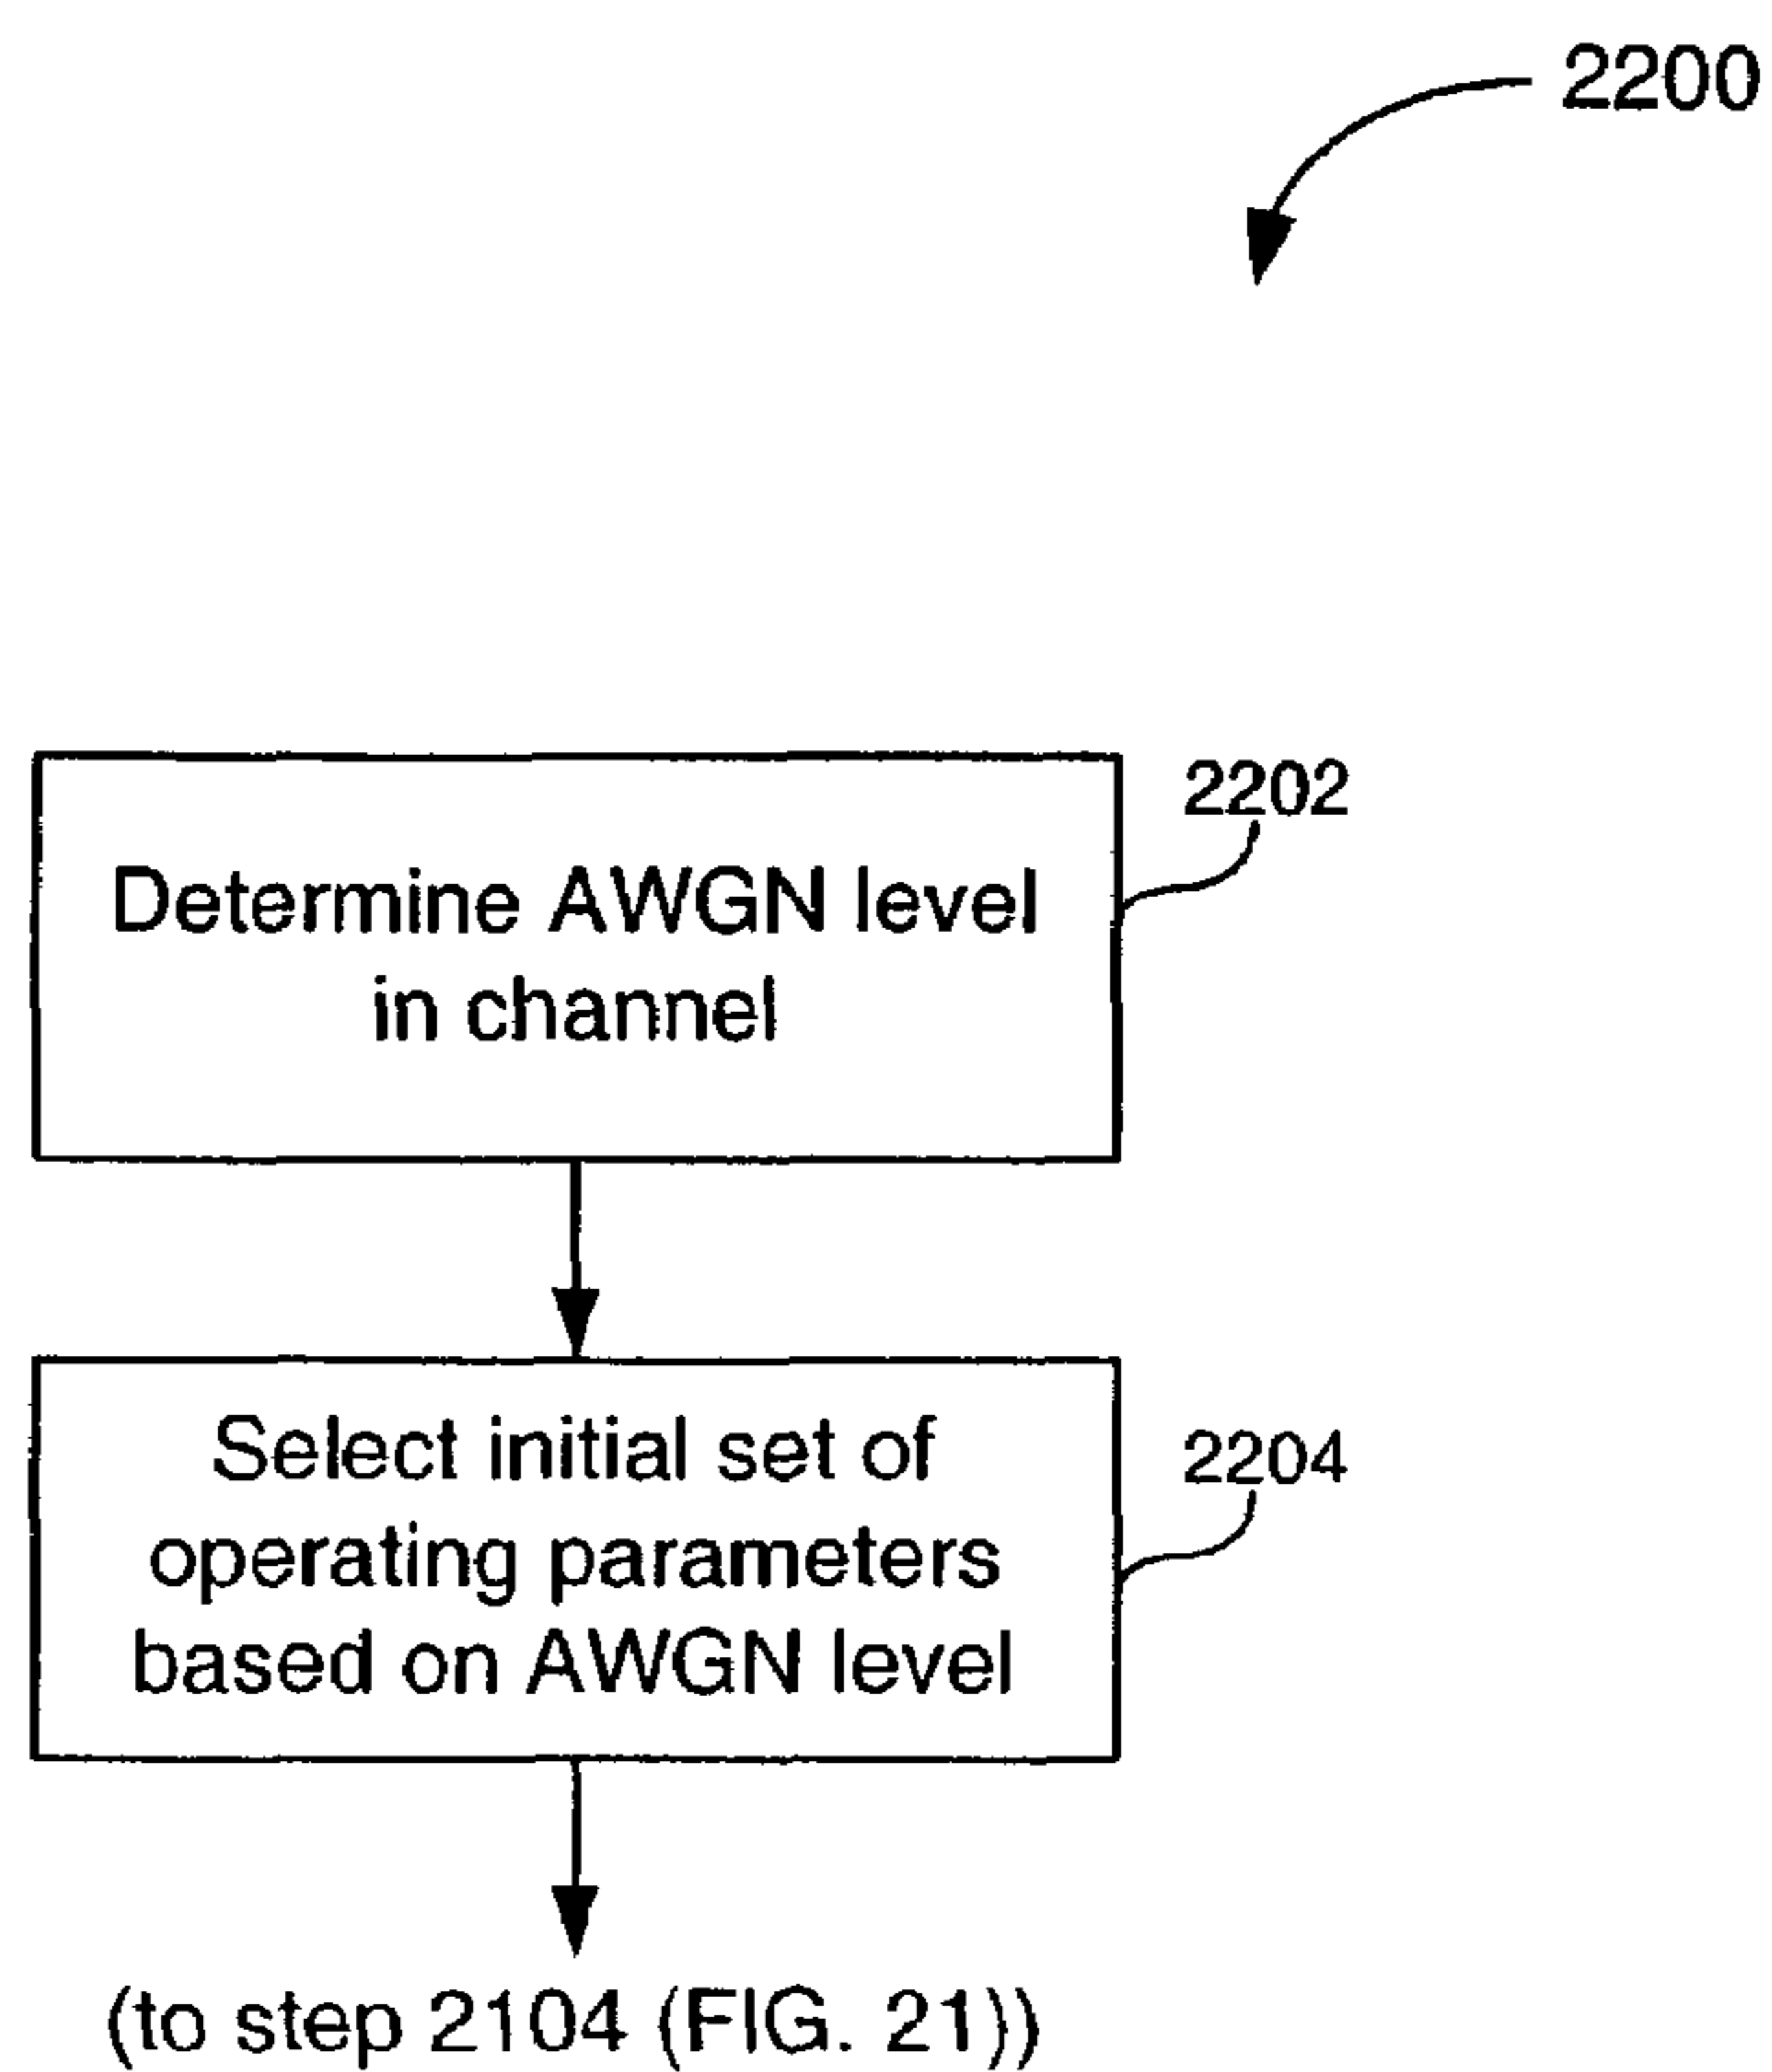 2200
Determine AWGN level
in channel
2202
Select initial set of
operating parameters
based on AWGN level
2204
(to step 2104 (FIG. 21))